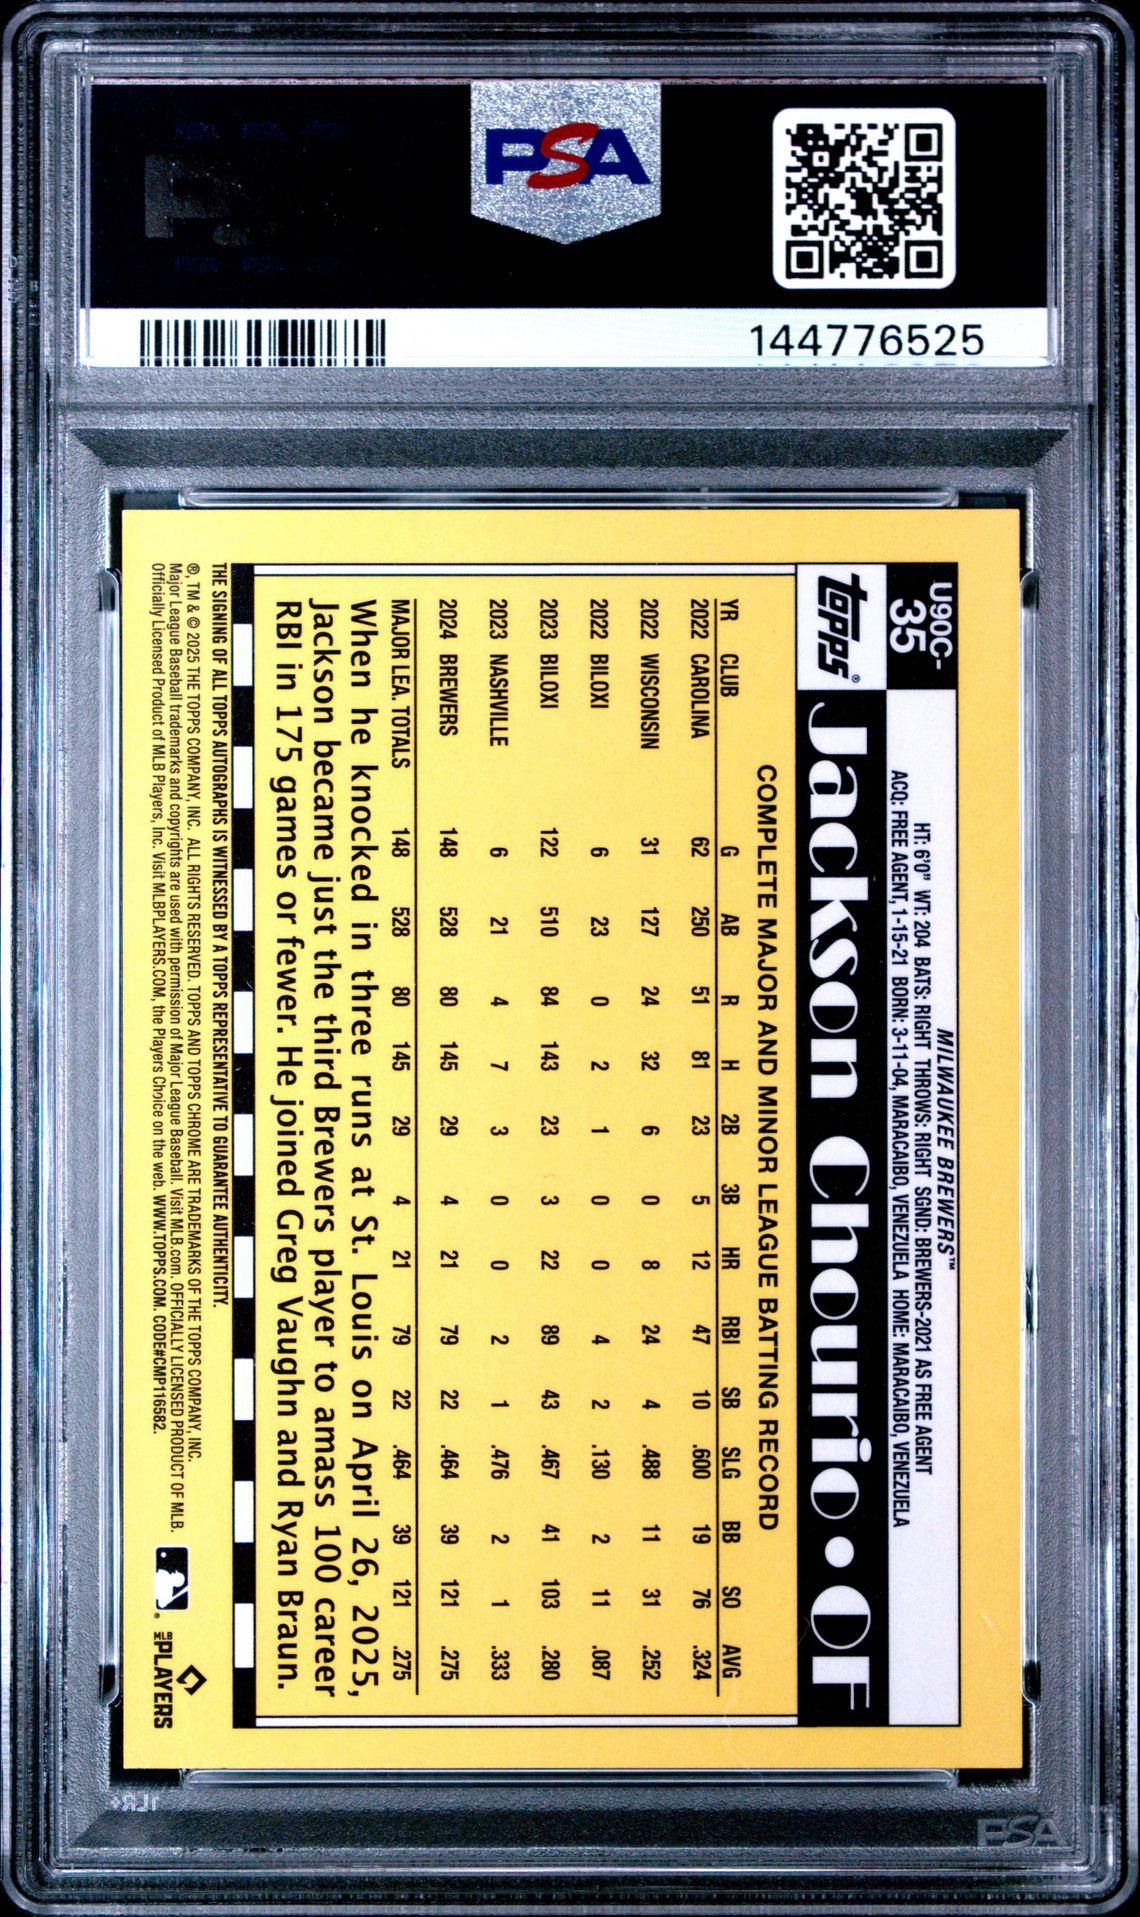 PSA
144776525
U90C-
35
MILWAUKEE BREWERS™
HT: 6'0" WT: 204 BATS: RIGHT THROWS: RIGHT SGND: BREWERS-2021 AS FREE AGENT
ACQ: FREE AGENT, 1-15-21 BORN: 3-11-04, MARACAIBO, VENEZUELA HOME: MARACAIBO, VENEZUELA
topps® Jackson Chourio • OF
COMPLETE MAJOR AND MINOR LEAGUE BATTING RECORD
YR CLUB G AB R H 2B 3B HR RBI SB SLG BB SO AVG
2022 CAROLINA 62 250 51 81 23 5 12 47 10 .600 19 76 .324
2022 WISCONSIN 31 127 24 32 6 0 8 24 4 .488 11 31 .252
2022 BILOXI 6 23 0 2 1 0 0 4 2 .130 2 11 .087
2023 BILOXI 122 510 84 143 23 3 22 89 43 .467 41 103 .280
2023 NASHVILLE 6 21 4 7 3 0 0 2 1 .476 2 1 .333
2024 BREWERS 148 528 80 145 29 4 21 79 22 .464 39 121 .275
MAJOR LEA. TOTALS 148 528 80 145 29 4 21 79 22 .464 39 121 .275
When he knocked in three runs at St. Louis on April 26, 2025,
Jackson became just the third Brewers player to amass 100 career
RBI in 175 games or fewer. He joined Greg Vaughn and Ryan Braun.
THE SIGNING OF ALL TOPPS AUTOGRAPHS IS WITNESSED BY A TOPPS REPRESENTATIVE TO GUARANTEE AUTHENTICITY.
®, TM & © 2025 THE TOPPS COMPANY, INC. ALL RIGHTS RESERVED. TOPPS AND TOPPS CHROME ARE TRADEMARKS OF THE TOPPS COMPANY, INC.
Major League Baseball trademarks and copyrights are used with permission of Major League Baseball. Visit MLB.com. OFFICIALLY LICENSED PRODUCT OF MLB.
Officially Licensed Product of MLB Players, Inc. Visit MLBPLAYERS.COM, the Players Choice on the web. WWW.TOPPS.COM. CODE#CMP116582.
MLB PLAYERS
PSA